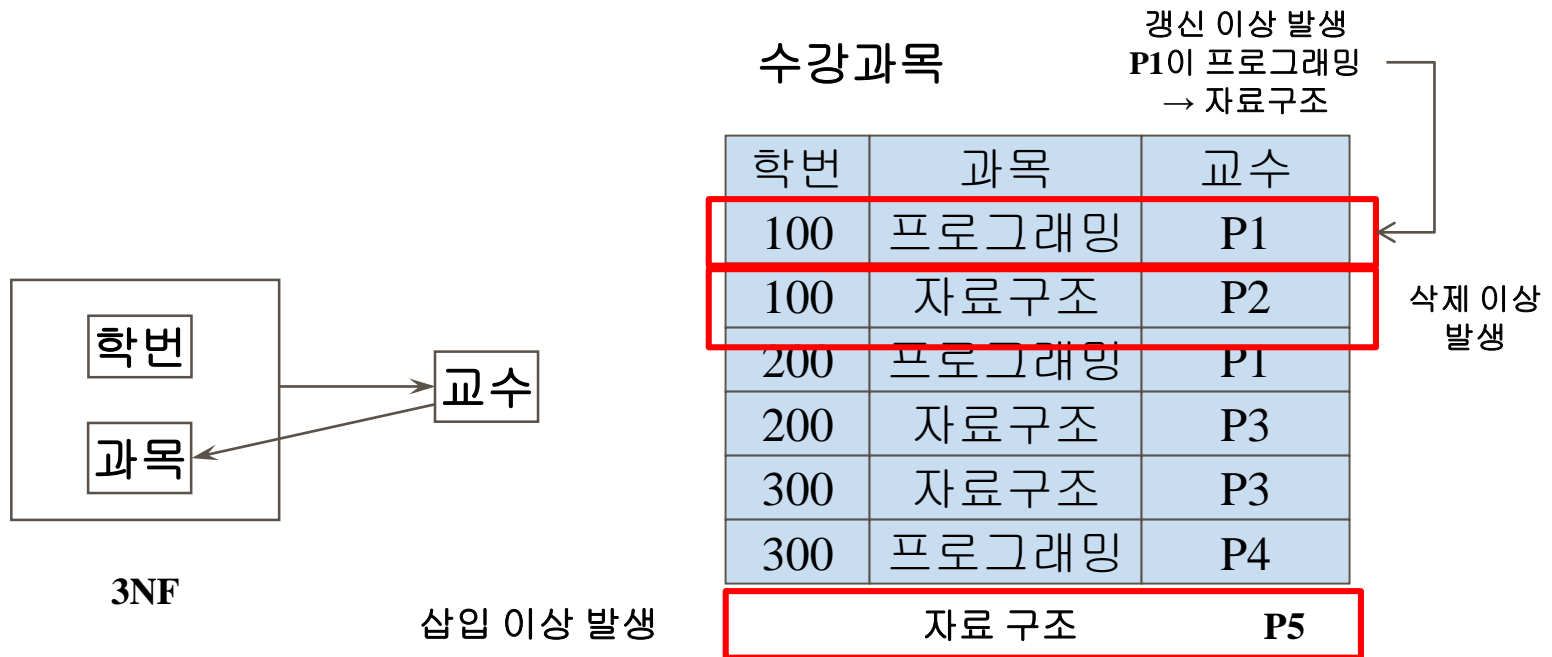 수강과목
갱신 이상 발생
P1이 프로그래밍
→ 자료구조
학번 과목 교수
100 프로그래밍 P1
100 자료구조 P2
200 프로그래밍 P1
200 자료구조 P3
300 자료구조 P3
300 프로그래밍 P4
자료 구조 P5
삭제 이상
발생
삽입 이상 발생
학번
과목
교수
3NF